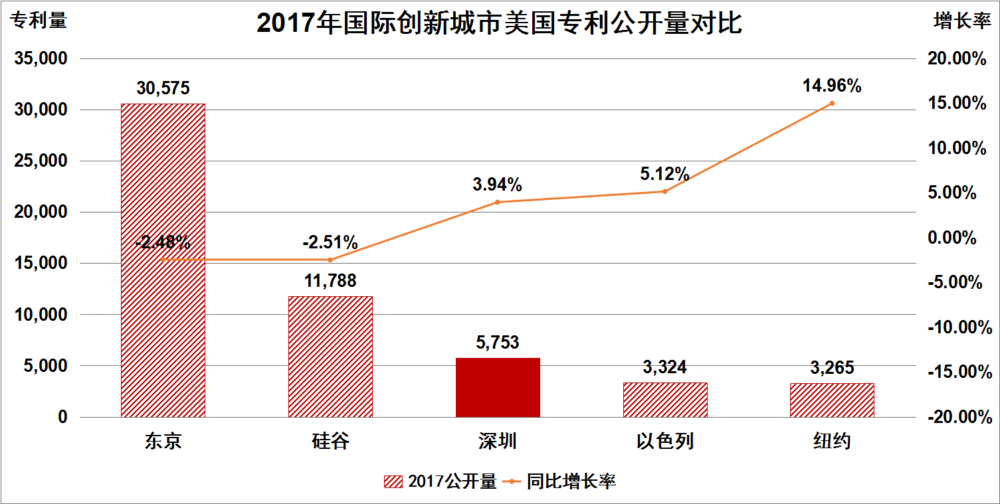 专利量
2017年国际创新城市美国专利公开量对比
增长率
35,000
30,000
25,000
20,000
15,000
10,000
5,000
0
20.00%
15.00%
10.00%
5.00%
0.00%
-5.00%
-10.00%
-15.00%
-20.00%
30,575
11,788
5,753
3,324
3,265
-2.48%
-2.51%
3.94%
5.12%
14.96%
东京
硅谷
深圳
以色列
纽约
2017公开量
同比增长率